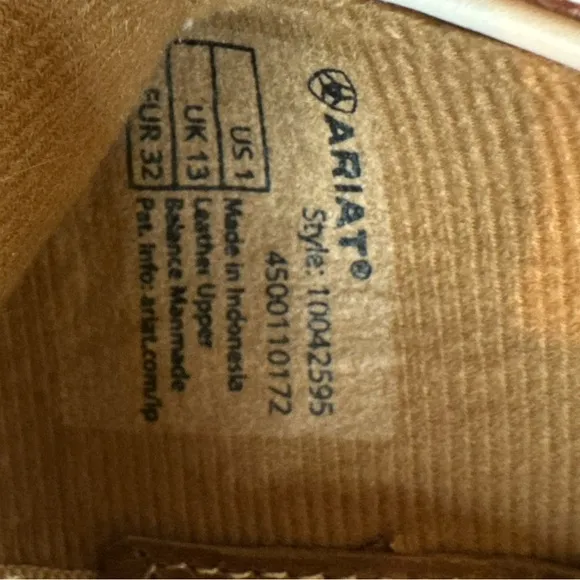 ARIAT®
Style: 10042595
4500110172
US 1
UK 13
EUR 32
Made in Indonesia
Leather Upper
Balance Manmade
Pat. Info: ariat.com/ip